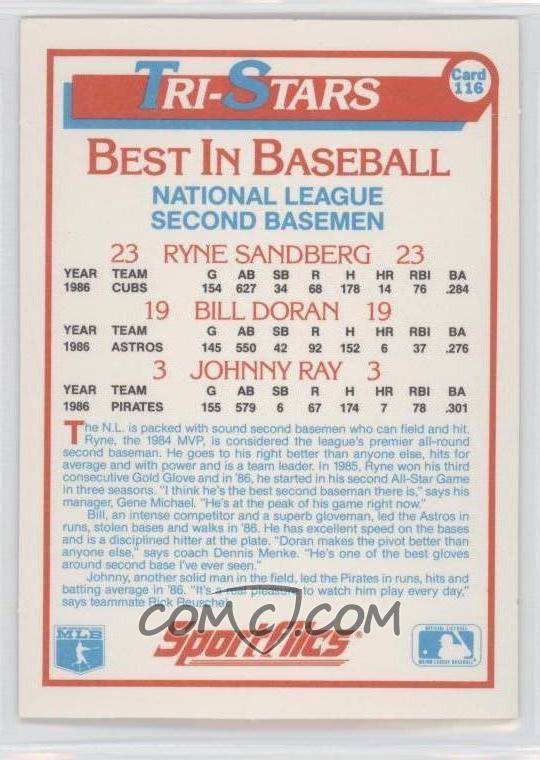 TRI-STARS
Card
116
BEST IN BASEBALL
NATIONAL LEAGUE
SECOND BASEMEN
23 RYNE SANDBERG 23
YEAR TEAM G AB SB R H HR RBI BA
1986 CUBS 154 627 34 68 178 14 76 .284
19 BILL DORAN 19
YEAR TEAM G AB SB R H HR RBI BA
1986 ASTROS 145 550 42 92 152 6 37 .276
3 JOHNNY RAY 3
YEAR TEAM G AB SB R H HR RBI BA
1986 PIRATES 155 579 6 67 174 7 78 .301
The N.L. is packed with sound second basemen who can field and hit.
Ryne, the 1984 MVP, is considered the league's premier all-round
second baseman. He goes to his right better than anyone else, hits for
average and with power and is a team leader. In 1985, Ryne won his third
consecutive Gold Glove and in '86, he started in his second All-Star Game
in three seasons. "I think he's the best second baseman there is," says his
manager, Gene Michael. "He's at the peak of his game right now."
Bill, an intense competitor and a superb gloveman, led the Astros in
runs, stolen bases and walks in '86. He has excellent speed on the bases
and is a disciplined hitter at the plate. "Doran makes the pivot better than
anyone else," says coach Dennis Menke. "He's one of the best gloves
around second base I've ever seen."
Johnny, another solid man in the field, led the Pirates in runs, hits and
batting average in '86. "It's a real pleasure to watch him play every day,"
says teammate Rick Reuschel.
COMC.COM
MLB
Sportflics
OFFICIAL LICENSEE
MAJOR LEAGUE BASEBALL